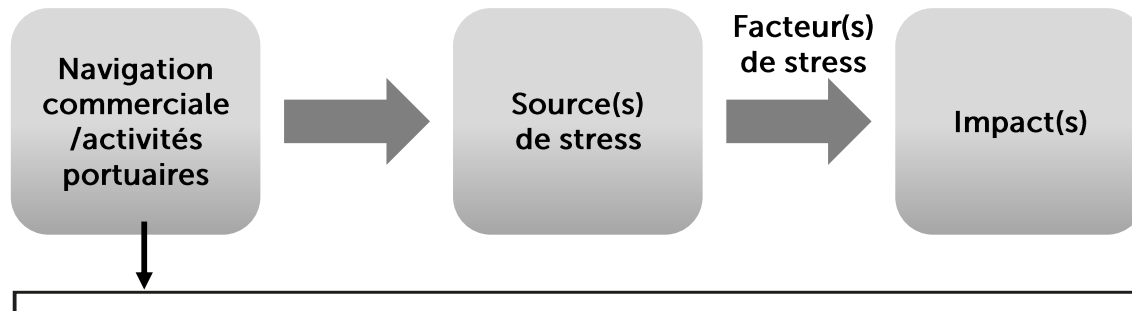 Navigation
commerciale
/activités
portuaires
Source(s)
de stress
Facteur(s)
de stress
Impact(s)